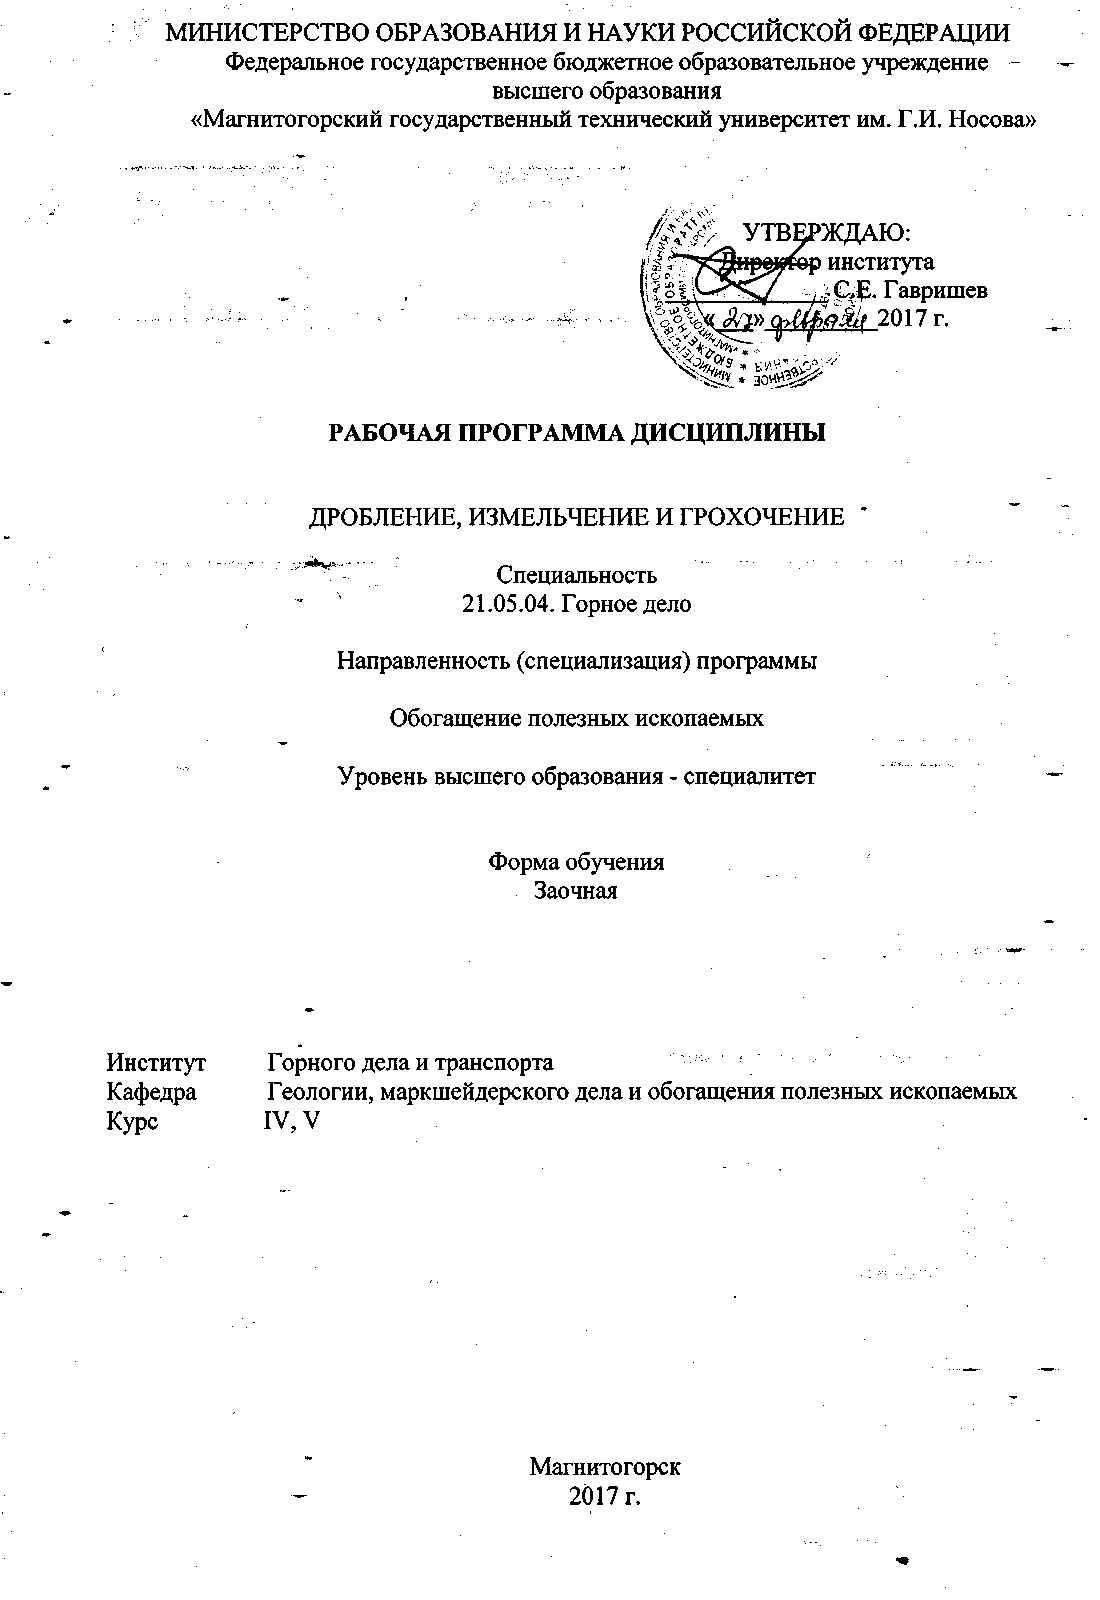 МИНИСТЕРСТВО ОБРАЗОВАНИЯ И НАУКИ РОССИЙСКОЙ ФЕДЕРАЦИИ
Федеральное государственное бюджетное образовательное учреждение
высшего образования
«Магнитогорский государственный технический университет им. Г.И. Носова»
УТВЕРЖДАЮ:
Директор института
С.Е. Гавришев
« » февраля 2017 г.
РАБОЧАЯ ПРОГРАММА ДИСЦИПЛИНЫ
ДРОБЛЕНИЕ, ИЗМЕЛЬЧЕНИЕ И ГРОХОЧЕНИЕ
Специальность
21.05.04. Горное дело
Направленность (специализация) программы
Обогащение полезных ископаемых
Уровень высшего образования - специалитет
Форма обучения
Заочная
Институт Горного дела и транспорта
Кафедра Геологии, маркшейдерского дела и обогащения полезных ископаемых
Курс IV, V
Магнитогорск
2017 г.